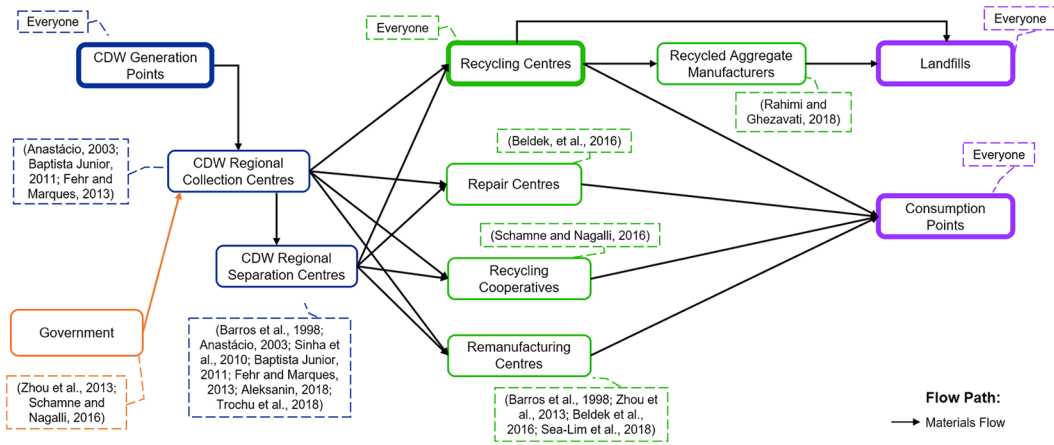 Everyone
CDW Generation
Points
Everyone
Recycling Centres
Recycled Aggregate
Manufacturers
(Rahimi and
Ghezavati, 2018)
Everyone
Landfills
(Anastácio, 2003;
Baptista Junior,
2011; Fehr and
Marques, 2013)
CDW Regional
Collection Centres
(Beldek, et al., 2016)
Repair Centres
Everyone
Consumption
Points
CDW Regional
Separation Centres
(Schamne and Nagalli, 2016)
Recycling
Cooperatives
Government
(Zhou et al., 2013;
Schamne and
Nagalli, 2016)
(Barros et al., 1998;
Anastácio, 2003; Sinha
et al., 2010; Baptista Junior,
2011; Fehr and Marques,
2013; Aleksanin, 2018;
Trochu et al., 2018)
Remanufacturing
Centres
(Barros et al., 1998; Zhou et
al., 2013; Beldek et al.,
2016; Sea-Lim et al., 2018)
Flow Path:
Materials Flow